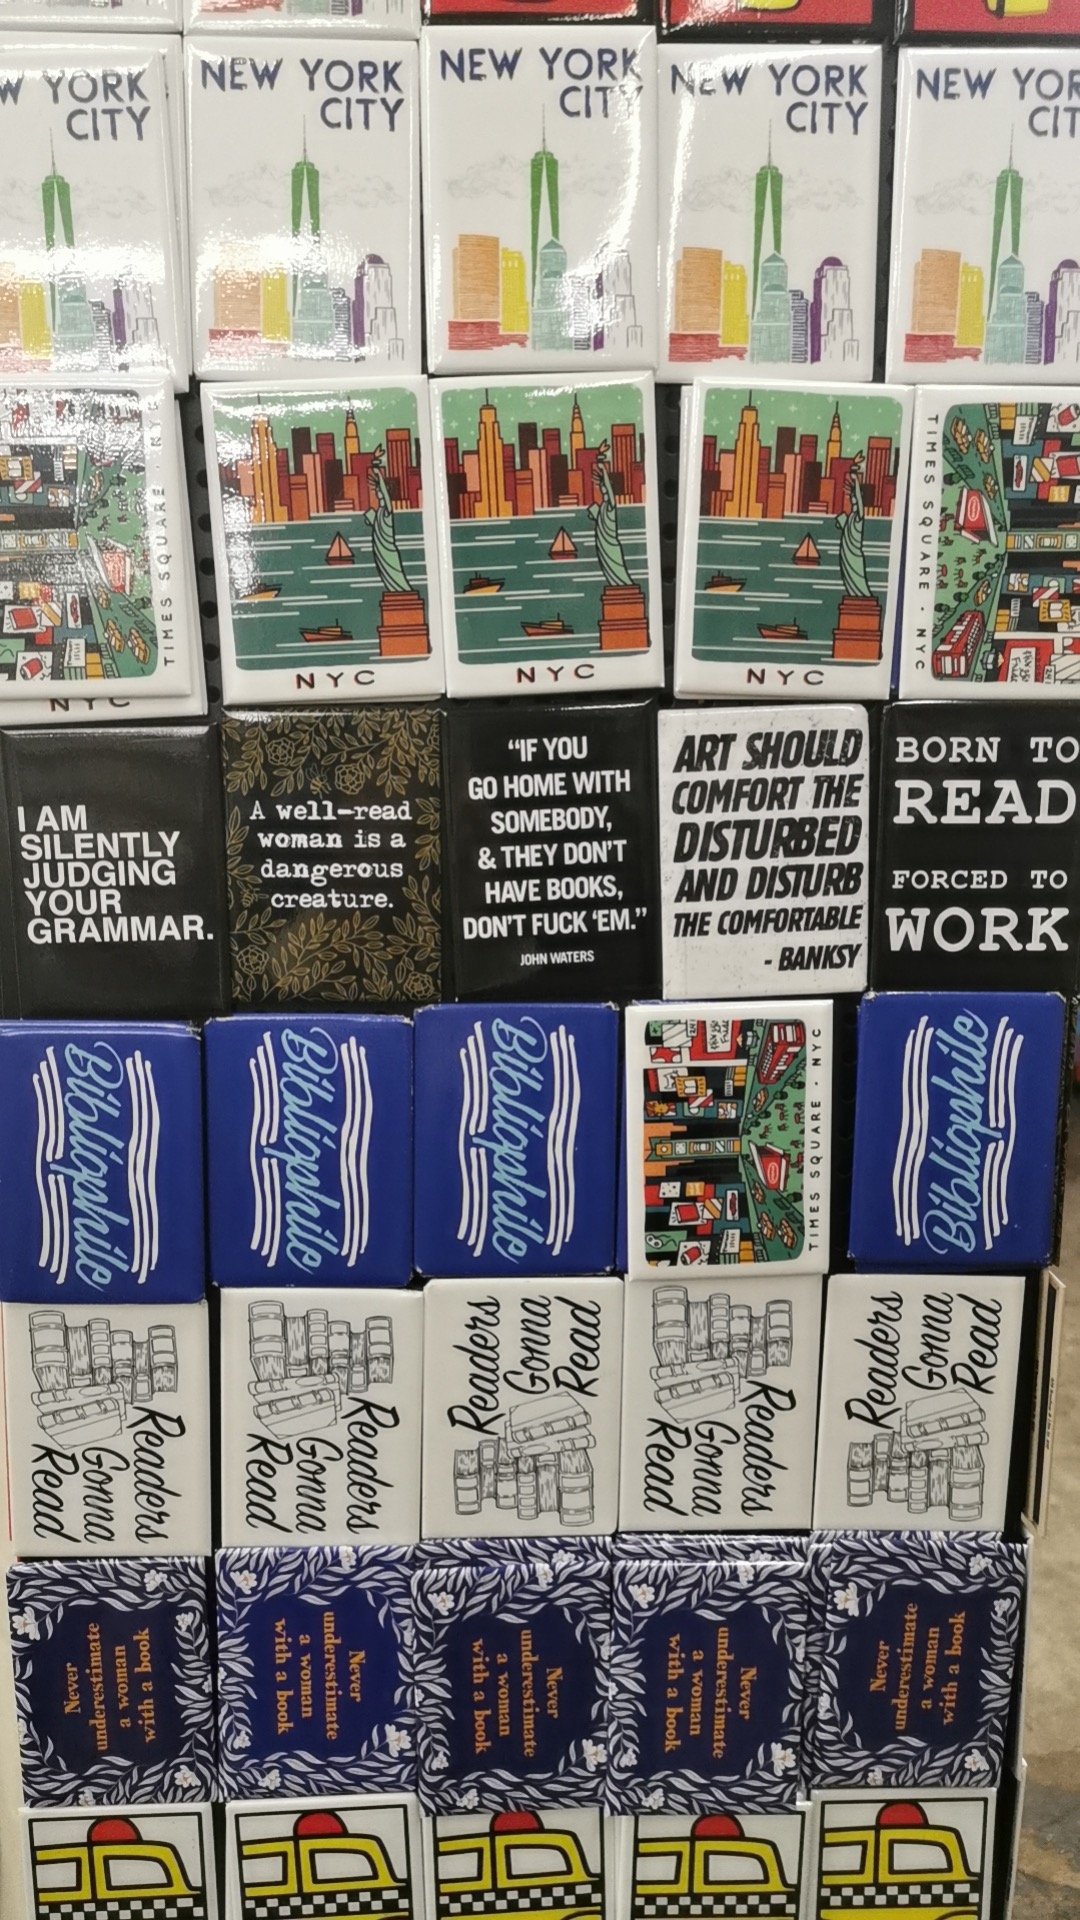 W YORK
CITY
NEW YORK
CITY
NEW YORK
CITY
NEW YORK
CITY
NEW YOR
CIT
TIMES SQUARE · NYC
NYC
NYC
NYC
NYC
TIMES SQUARE · NYC
I AM
SILENTLY
JUDGING
YOUR
GRAMMAR.
A well-read
woman is a
dangerous
creature.
"IF YOU
GO HOME WITH
SOMEBODY,
& THEY DON'T
HAVE BOOKS,
DON'T FUCK 'EM."
JOHN WATERS
ART SHOULD
COMFORT THE
DISTURBED
AND DISTURB
THE COMFORTABLE
- BANKSY
BORN TO
READ
FORCED TO
WORK
Bibliophile
Bibliophile
Bibliophile
TIMES SQUARE · NYC
Bibliophile
Readers
Gonna
Read
Readers
Gonna
Read
Readers
Gonna
Read
Readers
Gonna
Read
Readers
Gonna
Read
Never
underestimate
a woman
with a book
Never
underestimate
a woman
with a book
Never
underestimate
a woman
with a book
Never
underestimate
a woman
with a book
Never
underestimate
a woman
with a book